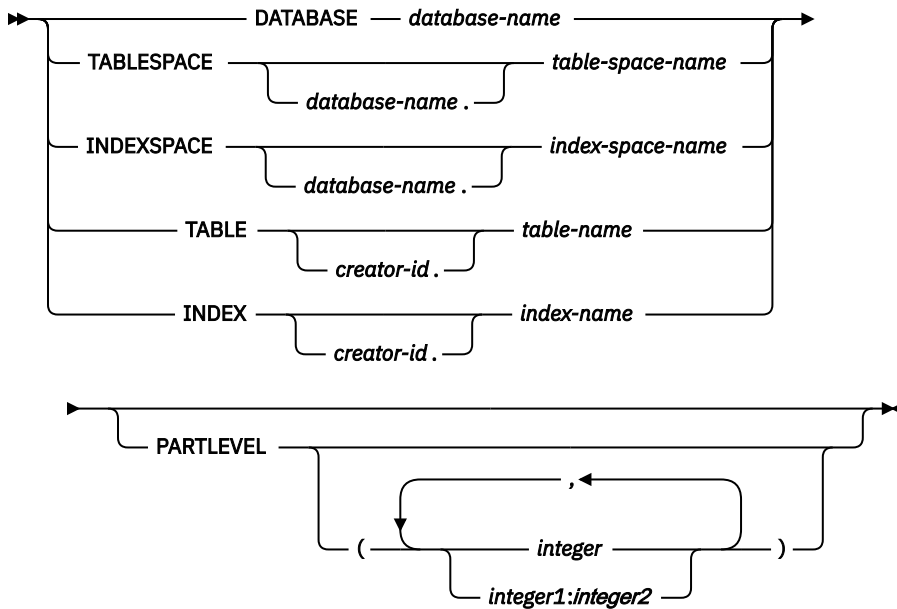 DATABASE database-name
TABLESPACE table-space-name
database-name .
INDEXSPACE index-space-name
database-name .
TABLE table-name
creator-id .
INDEX index-name
creator-id .
PARTLEVEL
,
( integer )
integer1:integer2